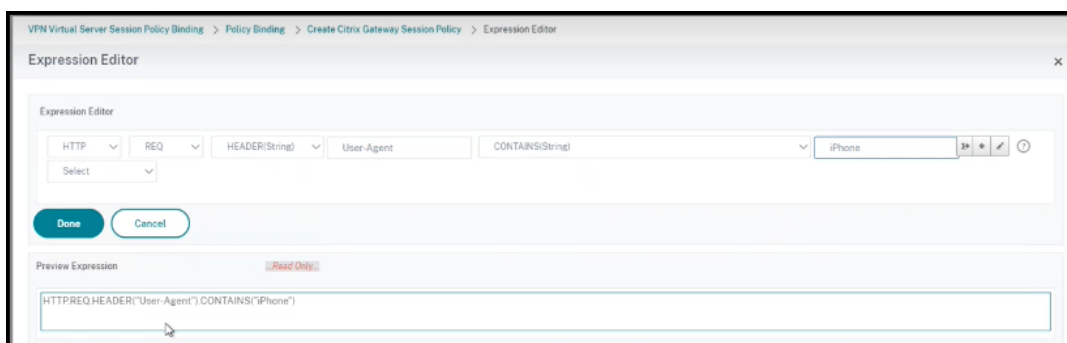 VPN Virtual Server Session Policy Binding > Policy Binding > Create Citrix Gateway Session Policy > Expression Editor
Expression Editor
Expression Editor
HTTP REQ HEADER(String) User-Agent CONTAINS(String) iPhone
Select
Done Cancel
Preview Expression ...Read Only...
HTTP.REQ.HEADER("User-Agent").CONTAINS("iPhone")